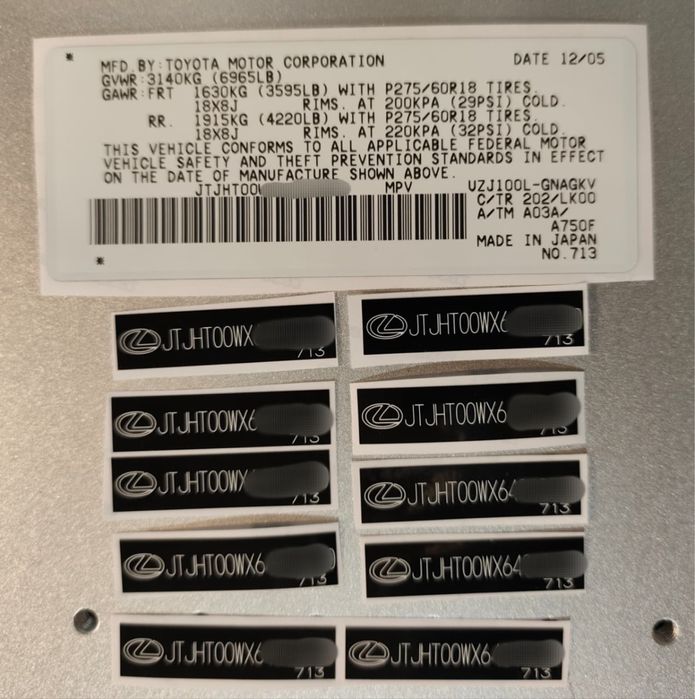 MFD.BY:TOYOTA MOTOR CORPORATION DATE 12/05
GVWR:3140KG (6965LB)
GAWR:FRT 1630KG (3595LB) WITH P275/60R18 TIRES.
18X8J RIMS. AT 200KPA (29PSI) COLD.
RR. 1915KG (4220LB) WITH P275/60R18 TIRES.
18X8J RIMS. AT 220KPA (32PSI) COLD.
THIS VEHICLE CONFORMS TO ALL APPLICABLE FEDERAL MOTOR
VEHICLE SAFETY AND THEFT PREVENTION STANDARDS IN EFFECT
ON THE DATE OF MANUFACTURE SHOWN ABOVE.
JTJHT00 MPV UZJ100L-GNAGKV
C/TR 202/LK00
A/TM A03A/
A750F
MADE IN JAPAN
NO.713
JTJHT00WX
713
JTJHT00WX6
713
JTJHT00WX6
713
JTJHT00WX6
713
JTJHT00WX
713
JTJHT00WX64
713
JTJHT00WX6
713
JTJHT00WX64
713
JTJHT00WX6
713
JTJHT00WX6
713